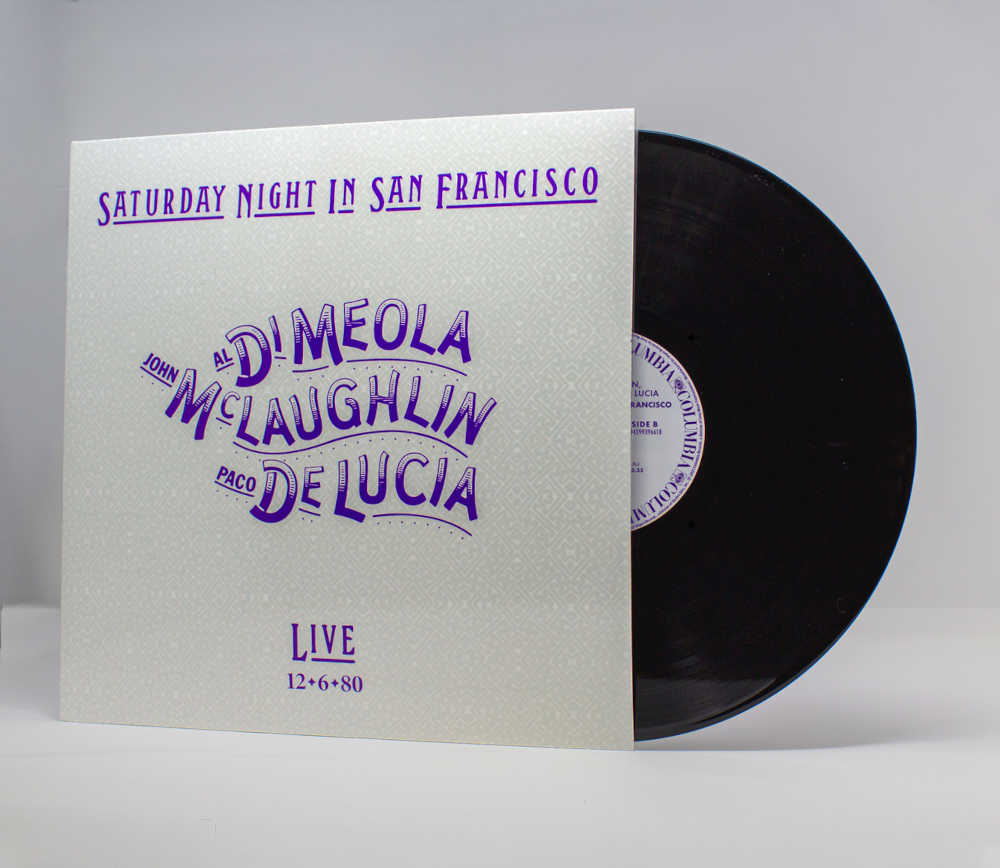 SATURDAY NIGHT IN SAN FRANCISCO
AL DI MEOLA
JOHN MCLAUGHLIN
PACO DE LUCIA
LIVE
12✦6✦80
COLUMBIA COLUMBIA
LUCIA
RANCISCO
SIDE B